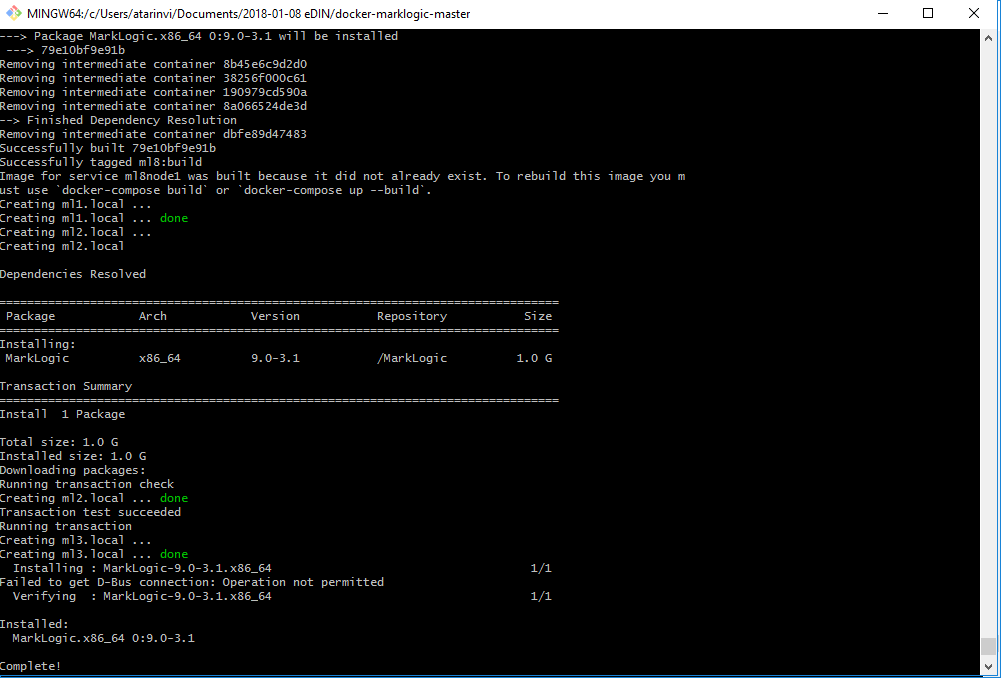 MINGW64:/c/Users/atarinvi/Documents/2018-01-08 eDIN/docker-marklogic-master
---> Package MarkLogic.x86_64 0:9.0-3.1 will be installed
 ---> 79e10bf9e91b
Removing intermediate container 8b45e6c9d2d0
Removing intermediate container 38256f000c61
Removing intermediate container 190979cd590a
Removing intermediate container 8a066524de3d
--> Finished Dependency Resolution
Removing intermediate container dbfe89d47483
Successfully built 79e10bf9e91b
Successfully tagged ml8:build
Image for service ml8node1 was built because it did not already exist. To rebuild this image you m
ust use `docker-compose build` or `docker-compose up --build`.
Creating ml1.local ...
Creating ml1.local ... done
Creating ml2.local ...
Creating ml2.local

Dependencies Resolved

================================================================================
 Package            Arch            Version           Repository           Size
================================================================================
Installing:
 MarkLogic          x86_64          9.0-3.1           /MarkLogic          1.0 G

Transaction Summary
================================================================================
Install  1 Package

Total size: 1.0 G
Installed size: 1.0 G
Downloading packages:
Running transaction check
Creating ml2.local ... done
Transaction test succeeded
Running transaction
Creating ml3.local ...
Creating ml3.local ... done
  Installing : MarkLogic-9.0-3.1.x86_64                                     1/1
Failed to get D-Bus connection: Operation not permitted
  Verifying  : MarkLogic-9.0-3.1.x86_64                                     1/1

Installed:
  MarkLogic.x86_64 0:9.0-3.1

Complete!